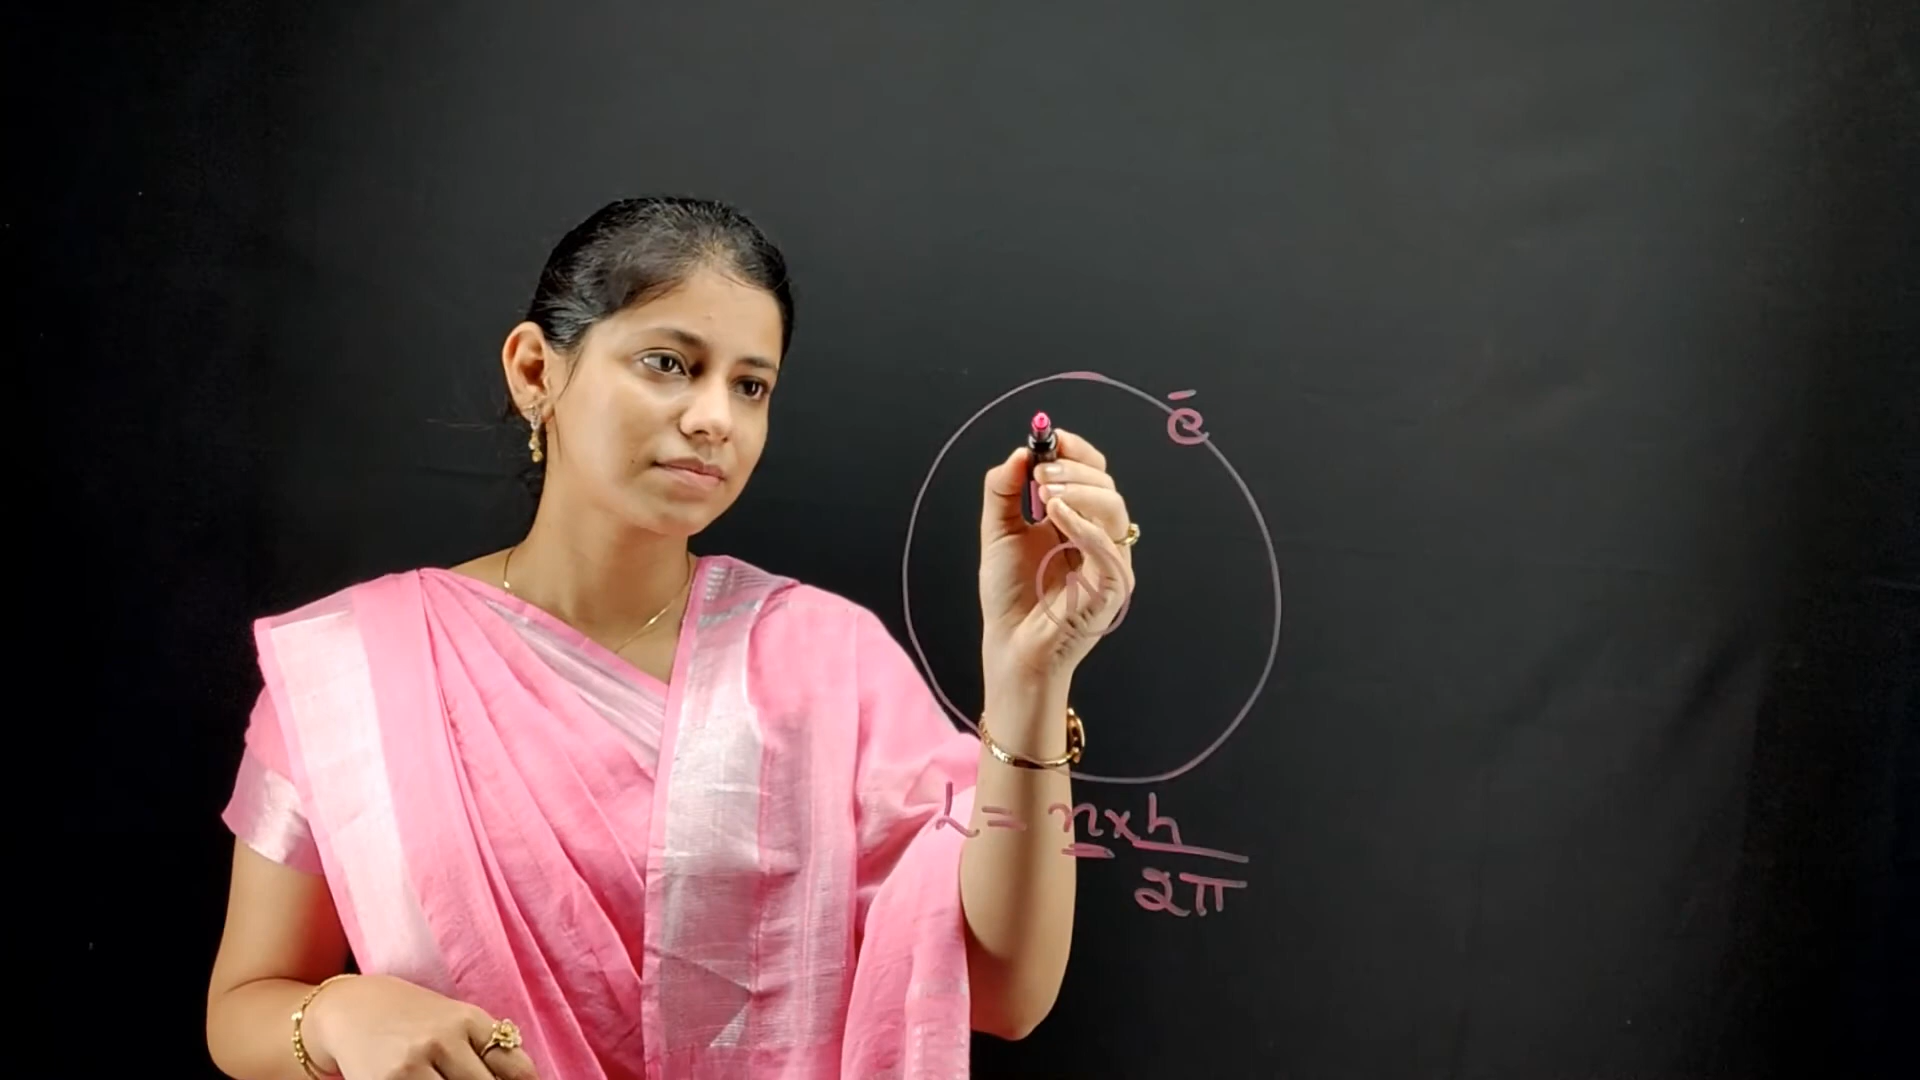 ē
N
L = n x h
2π